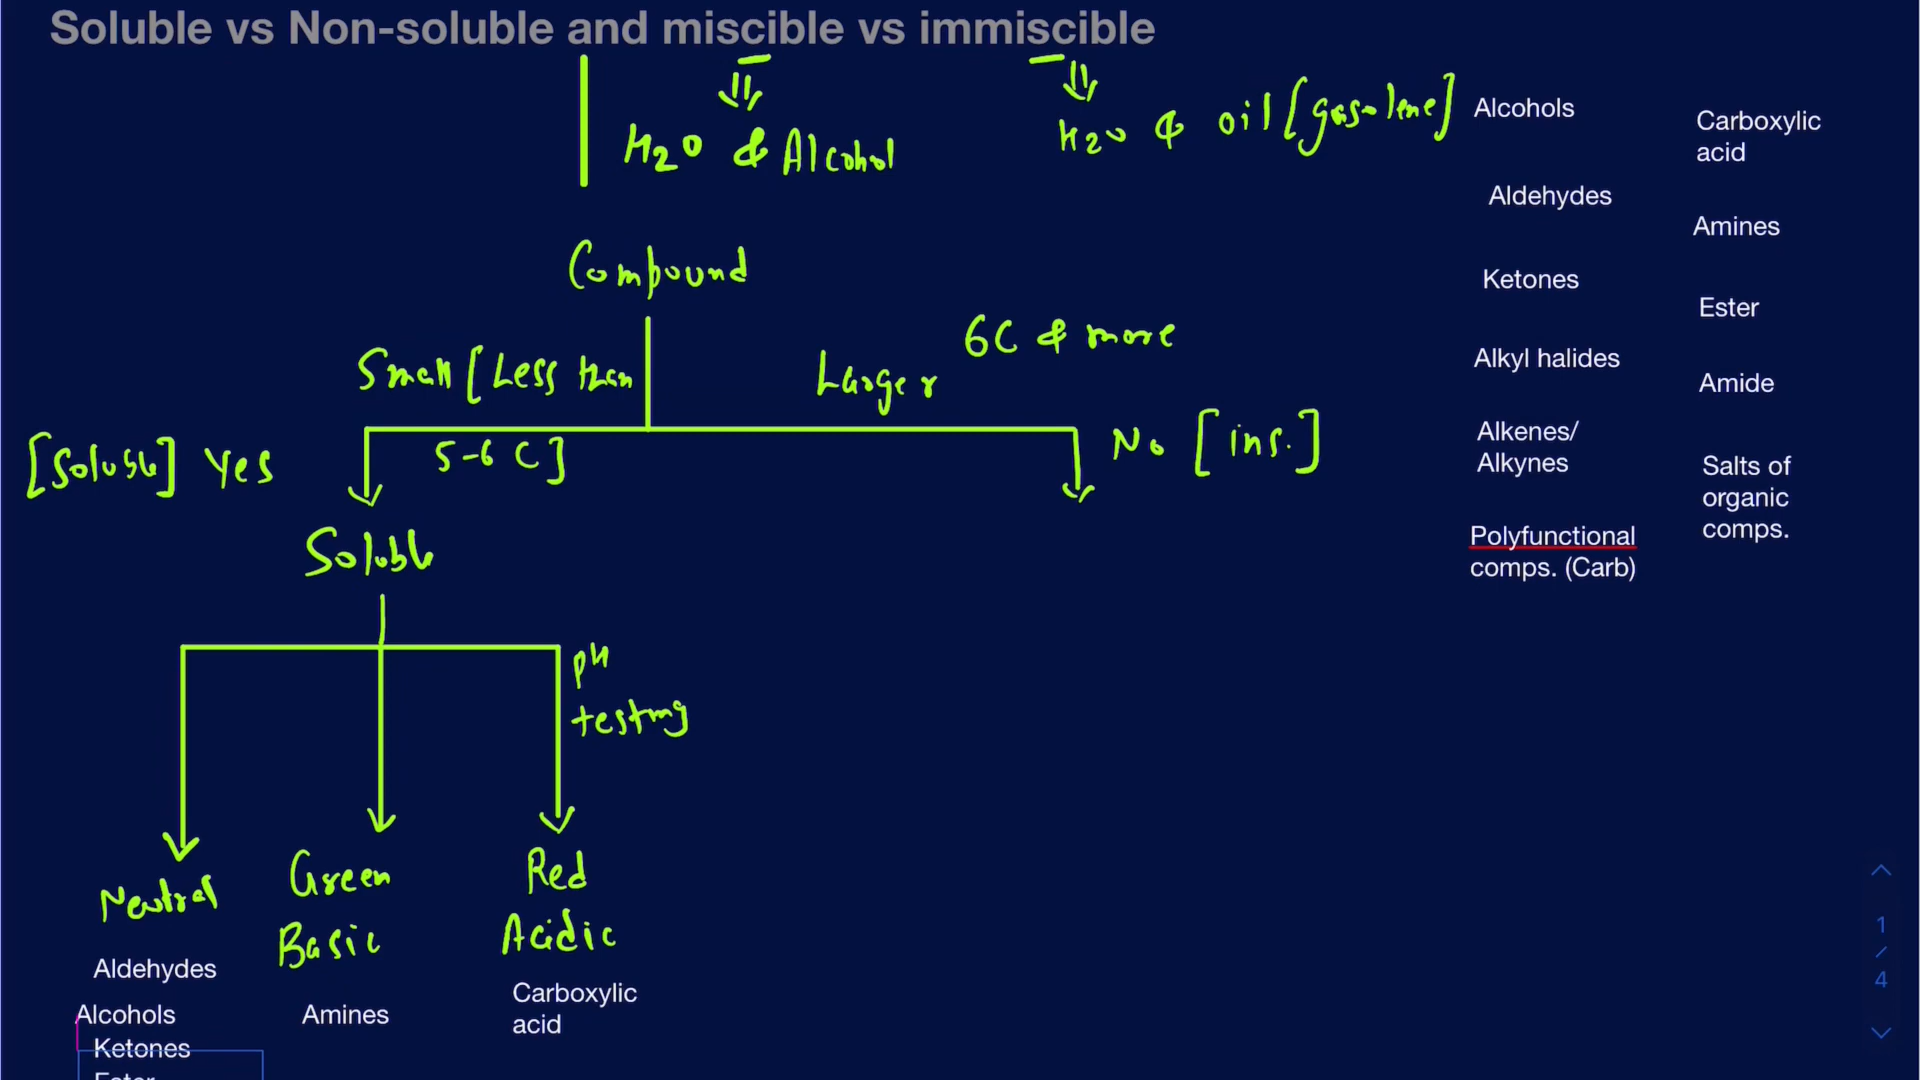 Soluble vs Non-soluble and miscible vs immiscible
H2O & Alcohol
H2O & oil [gasolene]
Compound
Small [Less than
5-6 C]
Larger
6C & more
[Soluble] Yes
No [ins.]
Soluble
pH
testing
Neutral
Aldehydes
Alcohols
Ketones
Ester
Green
Basic
Amines
Red
Acidic
Carboxylic
acid
Alcohols
Aldehydes
Ketones
Alkyl halides
Alkenes/
Alkynes
Polyfunctional
comps. (Carb)
Carboxylic
acid
Amines
Ester
Amide
Salts of
organic
comps.
1
/
4